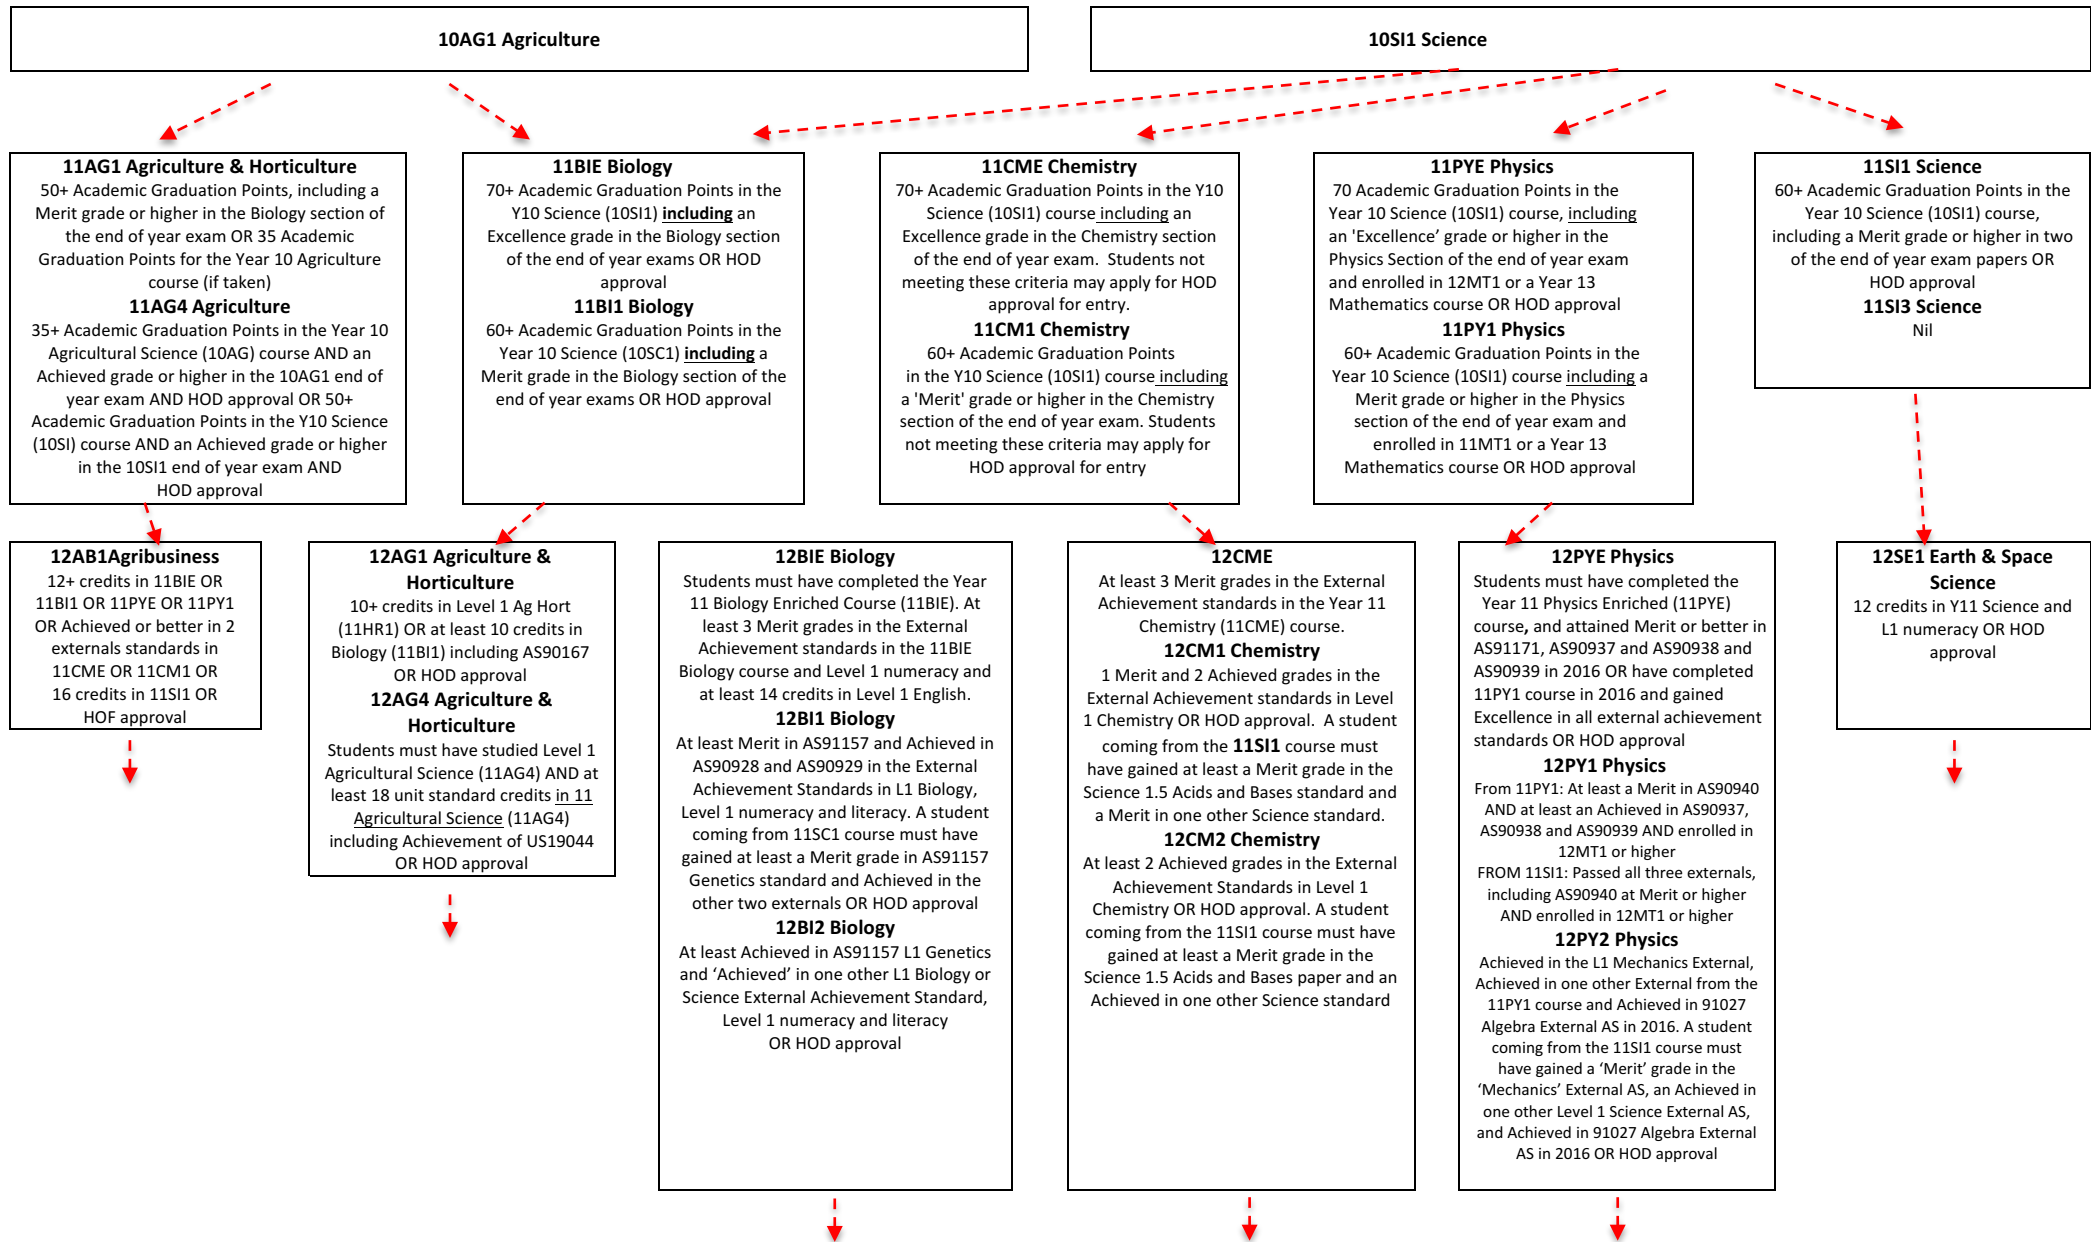 10AG1 Agriculture
10SI1 Science
11AG1 Agriculture & Horticulture
50+ Academic Graduation Points, including a
Merit grade or higher in the Biology section of
the end of year exam OR 35 Academic
Graduation Points for the Year 10 Agriculture
course (if taken)
11AG4 Agriculture
35+ Academic Graduation Points in the Year 10
Agricultural Science (10AG) course AND an
Achieved grade or higher in the 10AG1 end of
year exam AND HOD approval OR 50+
Academic Graduation Points in the Y10 Science
(10SI) course AND an Achieved grade or higher
in the 10SI1 end of year exam AND
HOD approval
11BIE Biology
70+ Academic Graduation Points in the
Y10 Science (10SI1) including an
Excellence grade in the Biology section
of the end of year exams OR HOD
approval
11BI1 Biology
60+ Academic Graduation Points in the
Year 10 Science (10SC1) including a
Merit grade in the Biology section of the
end of year exams OR HOD approval
11CME Chemistry
70+ Academic Graduation Points in the Y10
Science (10SI1) course including an
Excellence grade in the Chemistry section
of the end of year exam.  Students not
meeting these criteria may apply for HOD
approval for entry.
11CM1 Chemistry
60+ Academic Graduation Points
in the Y10 Science (10SI1) course including
a 'Merit' grade or higher in the Chemistry
section of the end of year exam. Students
not meeting these criteria may apply for
HOD approval for entry
11PYE Physics
70 Academic Graduation Points in the
Year 10 Science (10SI1) course, including
an 'Excellence’ grade or higher in the
Physics Section of the end of year exam
and enrolled in 12MT1 or a Year 13
Mathematics course OR HOD approval
11PY1 Physics
60+ Academic Graduation Points in the
Year 10 Science (10SI1) course including a
Merit grade or higher in the Physics
section of the end of year exam and
enrolled in 11MT1 or a Year 13
Mathematics course OR HOD approval
11SI1 Science
60+ Academic Graduation Points in the
Year 10 Science (10SI1) course,
including a Merit grade or higher in two
of the end of year exam papers OR
HOD approval
11SI3 Science
Nil
12AB1Agribusiness
12+ credits in 11BIE OR
11BI1 OR 11PYE OR 11PY1
OR Achieved or better in 2
externals standards in
11CME OR 11CM1 OR
16 credits in 11SI1 OR
HOF approval
12AG1 Agriculture &
Horticulture
10+ credits in Level 1 Ag Hort
(11HR1) OR at least 10 credits in
Biology (11BI1) including AS90167
OR HOD approval
12AG4 Agriculture &
Horticulture
Students must have studied Level 1
Agricultural Science (11AG4) AND at
least 18 unit standard credits in 11
Agricultural Science (11AG4)
including Achievement of US19044
OR HOD approval
12BIE Biology
Students must have completed the Year
11 Biology Enriched Course (11BIE). At
least 3 Merit grades in the External
Achievement standards in the 11BIE
Biology course and Level 1 numeracy and
at least 14 credits in Level 1 English.
12BI1 Biology
At least Merit in AS91157 and Achieved in
AS90928 and AS90929 in the External
Achievement Standards in L1 Biology,
Level 1 numeracy and literacy. A student
coming from 11SC1 course must have
gained at least a Merit grade in AS91157
Genetics standard and Achieved in the
other two externals OR HOD approval
12BI2 Biology
At least Achieved in AS91157 L1 Genetics
and ‘Achieved’ in one other L1 Biology or
Science External Achievement Standard,
Level 1 numeracy and literacy
OR HOD approval
12CME
At least 3 Merit grades in the External
Achievement standards in the Year 11
Chemistry (11CME) course.
12CM1 Chemistry
1 Merit and 2 Achieved grades in the
External Achievement standards in Level
1 Chemistry OR HOD approval.  A student
coming from the 11SI1 course must
have gained at least a Merit grade in the
Science 1.5 Acids and Bases standard and
a Merit in one other Science standard.
12CM2 Chemistry
At least 2 Achieved grades in the External
Achievement Standards in Level 1
Chemistry OR HOD approval. A student
coming from the 11SI1 course must have
gained at least a Merit grade in the
Science 1.5 Acids and Bases paper and an
Achieved in one other Science standard
12PYE Physics
Students must have completed the
Year 11 Physics Enriched (11PYE)
course, and attained Merit or better in
AS91171, AS90937 and AS90938 and
AS90939 in 2016 OR have completed
11PY1 course in 2016 and gained
Excellence in all external achievement
standards OR HOD approval
12PY1 Physics
From 11PY1: At least a Merit in AS90940
AND at least an Achieved in AS90937,
AS90938 and AS90939 AND enrolled in
12MT1 or higher
FROM 11SI1: Passed all three externals,
including AS90940 at Merit or higher
AND enrolled in 12MT1 or higher
12PY2 Physics
Achieved in the L1 Mechanics External,
Achieved in one other External from the
11PY1 course and Achieved in 91027
Algebra External AS in 2016. A student
coming from the 11SI1 course must
have gained a ‘Merit’ grade in the
‘Mechanics’ External AS, an Achieved in
one other Level 1 Science External AS,
and Achieved in 91027 Algebra External
AS in 2016 OR HOD approval
12SE1 Earth & Space
Science
12 credits in Y11 Science and
L1 numeracy OR HOD
approval